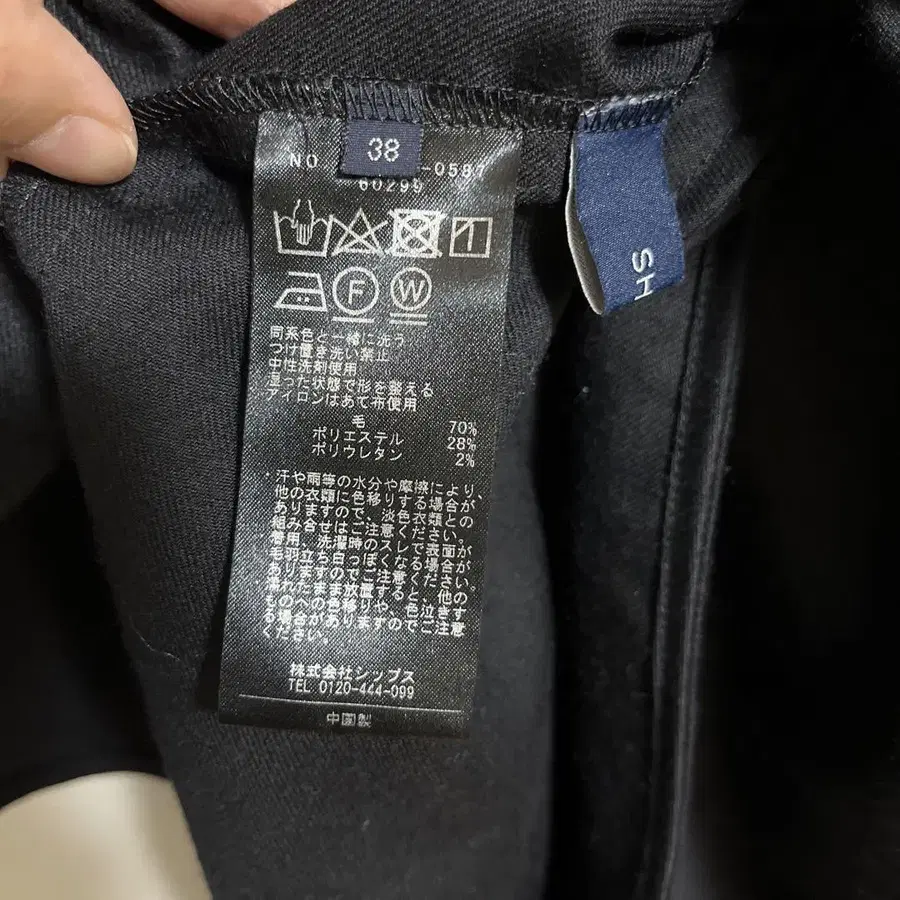 38
NO -0587
60299
F W
同系色と一緒に洗う
つけ置き洗い禁止
中性洗剤使用
湿った状態で形を整える
アイロンはあて布使用
毛 70%
ポリエステル 28%
ポリウレタン 2%
・汗や雨等の水分や摩擦により、
他の衣類に色移りする場合が
ありますので、淡色衣類との
組み合せはご注意ください。
着用、洗濯時のスレで表面が
毛羽立ち白っぽくなる場合が
ありますのでご注意ください。
濡れたまま放置すると、他の
ものへの色移りや、色泣きす
る場合がありますのでご注意
ください。
株式会社シップス
TEL 0120-444-099
中国製
SH